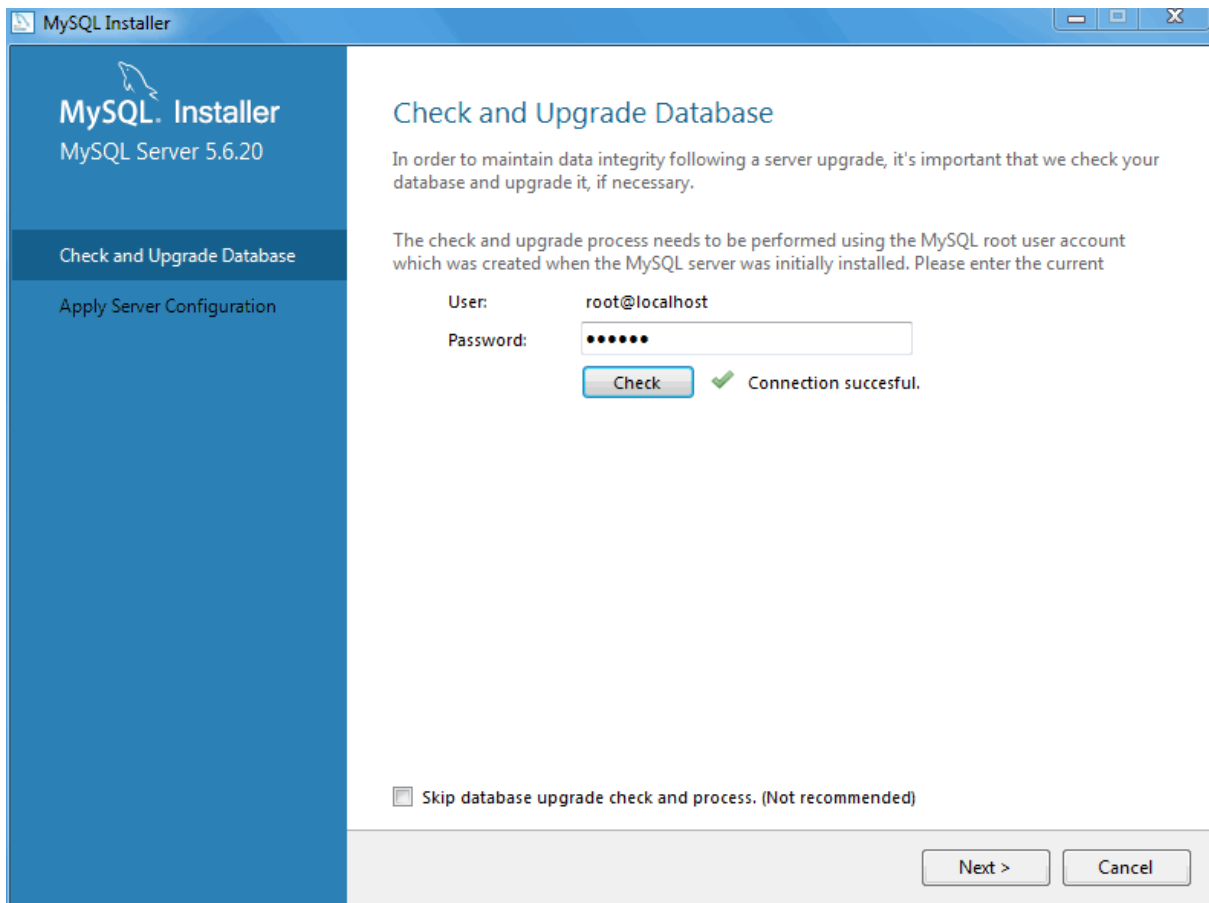 MySQL Installer
MySQL. Installer
MySQL Server 5.6.20
Check and Upgrade Database
Apply Server Configuration
Check and Upgrade Database
In order to maintain data integrity following a server upgrade, it's important that we check your
database and upgrade it, if necessary.
The check and upgrade process needs to be performed using the MySQL root user account
which was created when the MySQL server was initially installed. Please enter the current
User: root@localhost
Password: ••••••
Check Connection succesful.
Skip database upgrade check and process. (Not recommended)
Next > Cancel